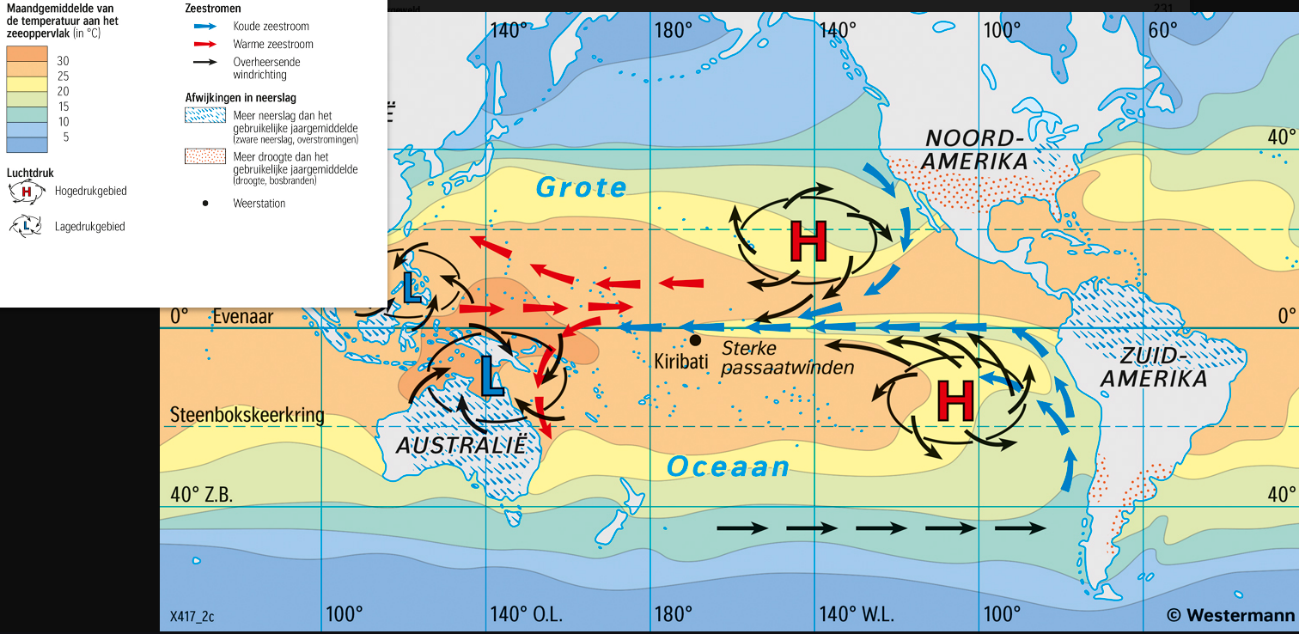 Maandgemiddelde van
de temperatuur aan het
zeeoppervlak (in °C)
30
25
20
15
10
5
Luchtdruk
H Hogedrukgebied
L Lagedrukgebied
Zeestromen
Koude zeestroom
Warme zeestroom
Overheersende
windrichting
Afwijkingen in neerslag
Meer neerslag dan het
gebruikelijke jaargemiddelde
(zware neerslag, overstromingen)
Meer droogte dan het
gebruikelijke jaargemiddelde
(droogte, bosbranden)
Weerstation
140° 180° 140° 100° 60°
NOORD-
AMERIKA
40°
Grote
H
L
0° Evenaar 0°
Kiribati
Sterke
passaatwinden
ZUID-
AMERIKA
L
H
Steenbokskeerkring
AUSTRALIË
Oceaan
40° Z.B. 40°
X417_2c 100° 140° O.L. 180° 140° W.L. 100° © Westermann